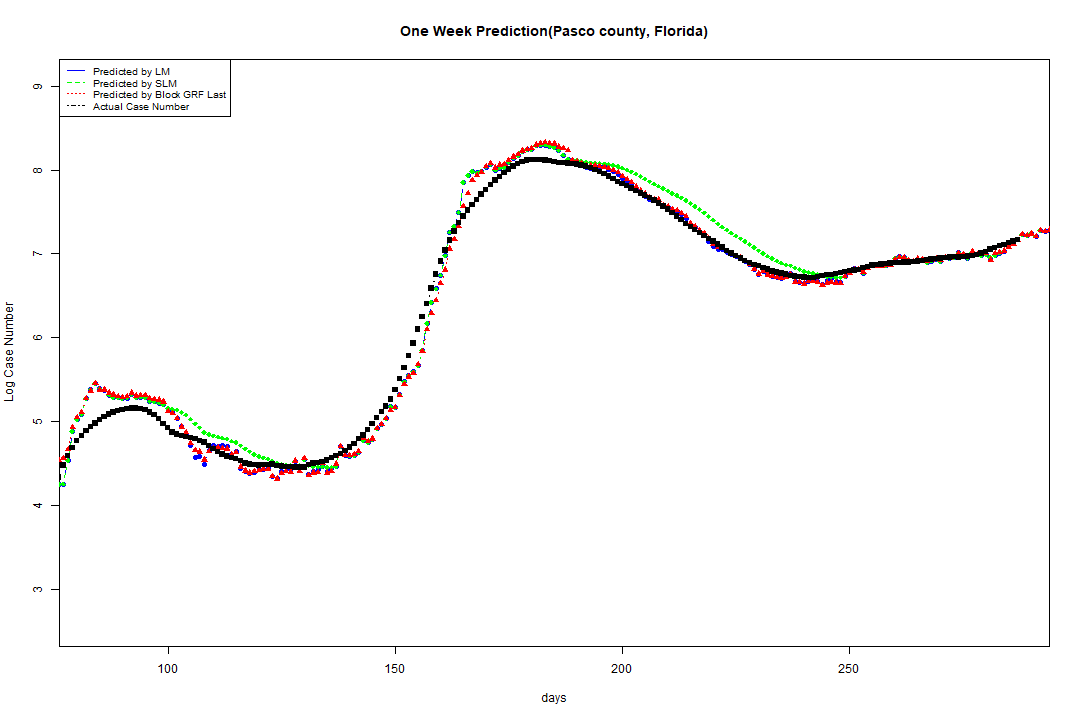 One Week Prediction(Pasco county, Florida)
Predicted by LM
Predicted by SLM
Predicted by Block GRF Last
Actual Case Number
9
8
7
6
5
4
3
Log Case Number
100 150 200 250
days